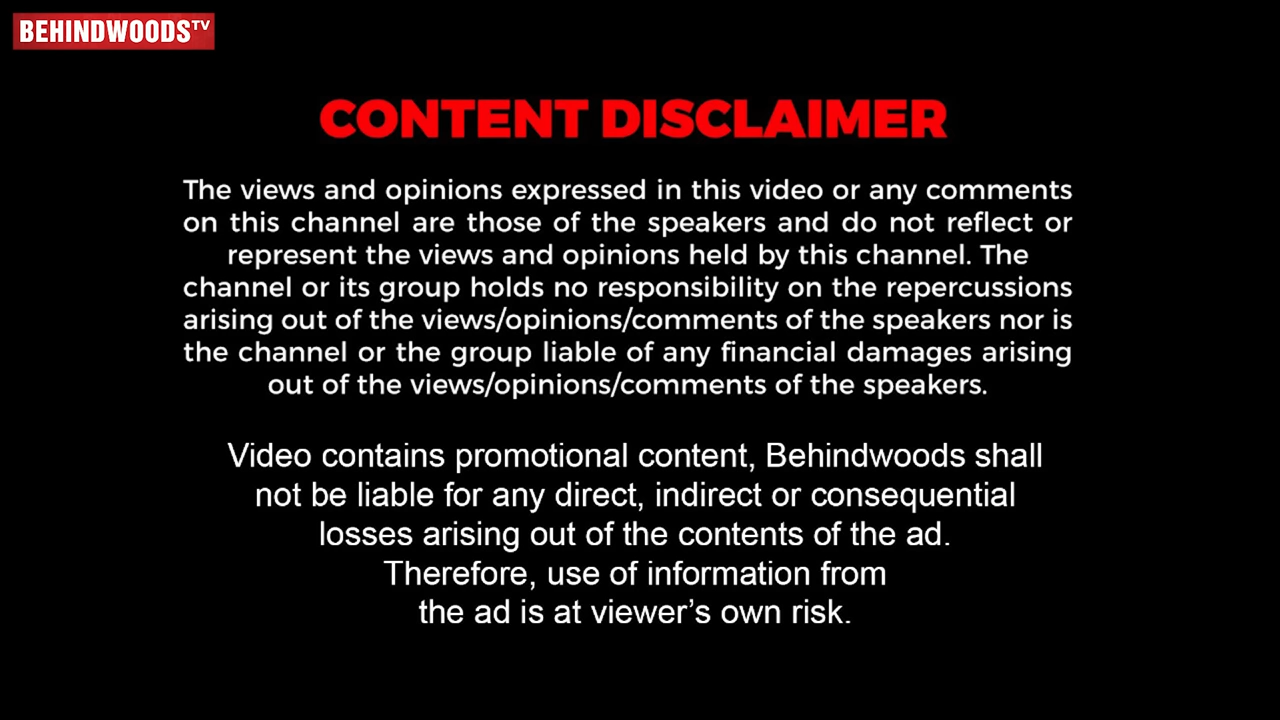 BEHINDWOODS TV
CONTENT DISCLAIMER
The views and opinions expressed in this video or any comments
on this channel are those of the speakers and do not reflect or
represent the views and opinions held by this channel. The
channel or its group holds no responsibility on the repercussions
arising out of the views/opinions/comments of the speakers nor is
the channel or the group liable of any financial damages arising
out of the views/opinions/comments of the speakers.
Video contains promotional content, Behindwoods shall
not be liable for any direct, indirect or consequential
losses arising out of the contents of the ad.
Therefore, use of information from
the ad is at viewer’s own risk.